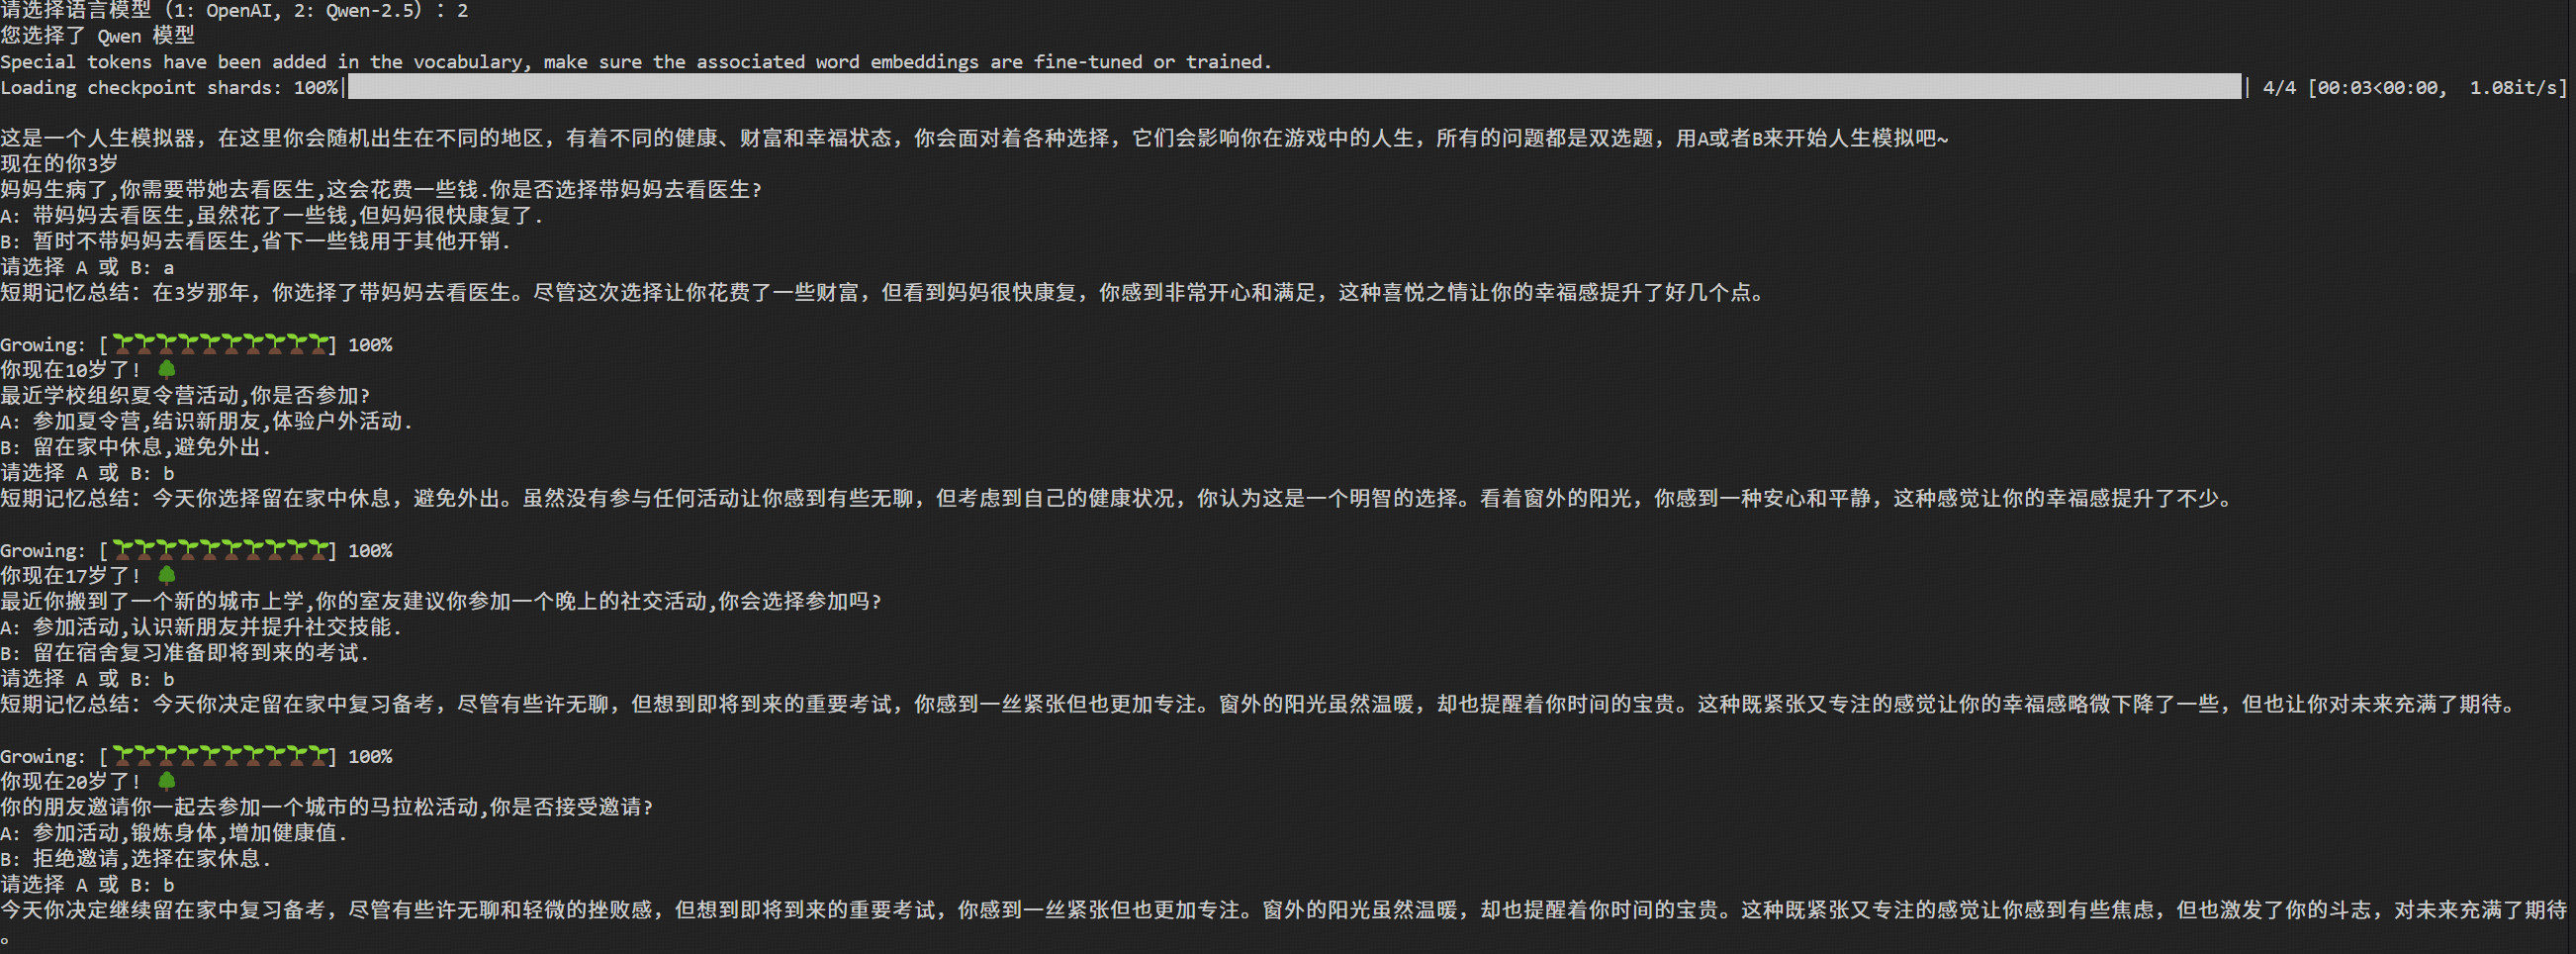 请选择语言模型（1: OpenAI, 2: Qwen-2.5）：2
您选择了 Qwen 模型
Special tokens have been added in the vocabulary, make sure the associated word embeddings are fine-tuned or trained.
Loading checkpoint shards: 100%| | 4/4 [00:03<00:00,  1.08it/s]
这是一个人生模拟器，在这里你会随机出生在不同的地区，有着不同的健康、财富和幸福状态，你会面对着各种选择，它们会影响你在游戏中的人生，所有的问题都是双选题，用A或者B来开始人生模拟吧~
现在的你3岁
妈妈生病了,你需要带她去看医生,这会花费一些钱.你是否选择带妈妈去看医生?
A: 带妈妈去看医生,虽然花了一些钱,但妈妈很快康复了.
B: 暂时不带妈妈去看医生,省下一些钱用于其他开销.
请选择 A 或 B: a
短期记忆总结：在3岁那年，你选择了带妈妈去看医生。尽管这次选择让你花费了一些财富，但看到妈妈很快康复，你感到非常开心和满足，这种喜悦之情让你的幸福感提升了好几个点。
Growing: [🌱🌱🌱🌱🌱🌱🌱🌱🌱🌱] 100%
你现在10岁了! 🌳
最近学校组织夏令营活动,你是否参加?
A: 参加夏令营,结识新朋友,体验户外活动.
B: 留在家中休息,避免外出.
请选择 A 或 B: b
短期记忆总结：今天你选择留在家中休息，避免外出。虽然没有参与任何活动让你感到有些无聊，但考虑到自己的健康状况，你认为这是一个明智的选择。看着窗外的阳光，你感到一种安心和平静，这种感觉让你的幸福感提升了不少。
Growing: [🌱🌱🌱🌱🌱🌱🌱🌱🌱🌱] 100%
你现在17岁了! 🌳
最近你搬到了一个新的城市上学,你的室友建议你参加一个晚上的社交活动,你会选择参加吗?
A: 参加活动,认识新朋友并提升社交技能.
B: 留在宿舍复习准备即将到来的考试.
请选择 A 或 B: b
短期记忆总结：今天你决定留在家中复习备考，尽管有些许无聊，但想到即将到来的重要考试，你感到一丝紧张但也更加专注。窗外的阳光虽然温暖，却也提醒着你时间的宝贵。这种既紧张又专注的感觉让你的幸福感略微下降了一些，但也让你对未来充满了期待。
Growing: [🌱🌱🌱🌱🌱🌱🌱🌱🌱🌱] 100%
你现在20岁了! 🌳
你的朋友邀请你一起去参加一个城市的马拉松活动,你是否接受邀请?
A: 参加活动,锻炼身体,增加健康值.
B: 拒绝邀请,选择在家休息.
请选择 A 或 B: b
今天你决定继续留在家中复习备考，尽管有些许无聊和轻微的挫败感，但想到即将到来的重要考试，你感到一丝紧张但也更加专注。窗外的阳光虽然温暖，却也提醒着你时间的宝贵。这种既紧张又专注的感觉让你感到有些焦虑，但也激发了你的斗志，对未来充满了期待
。